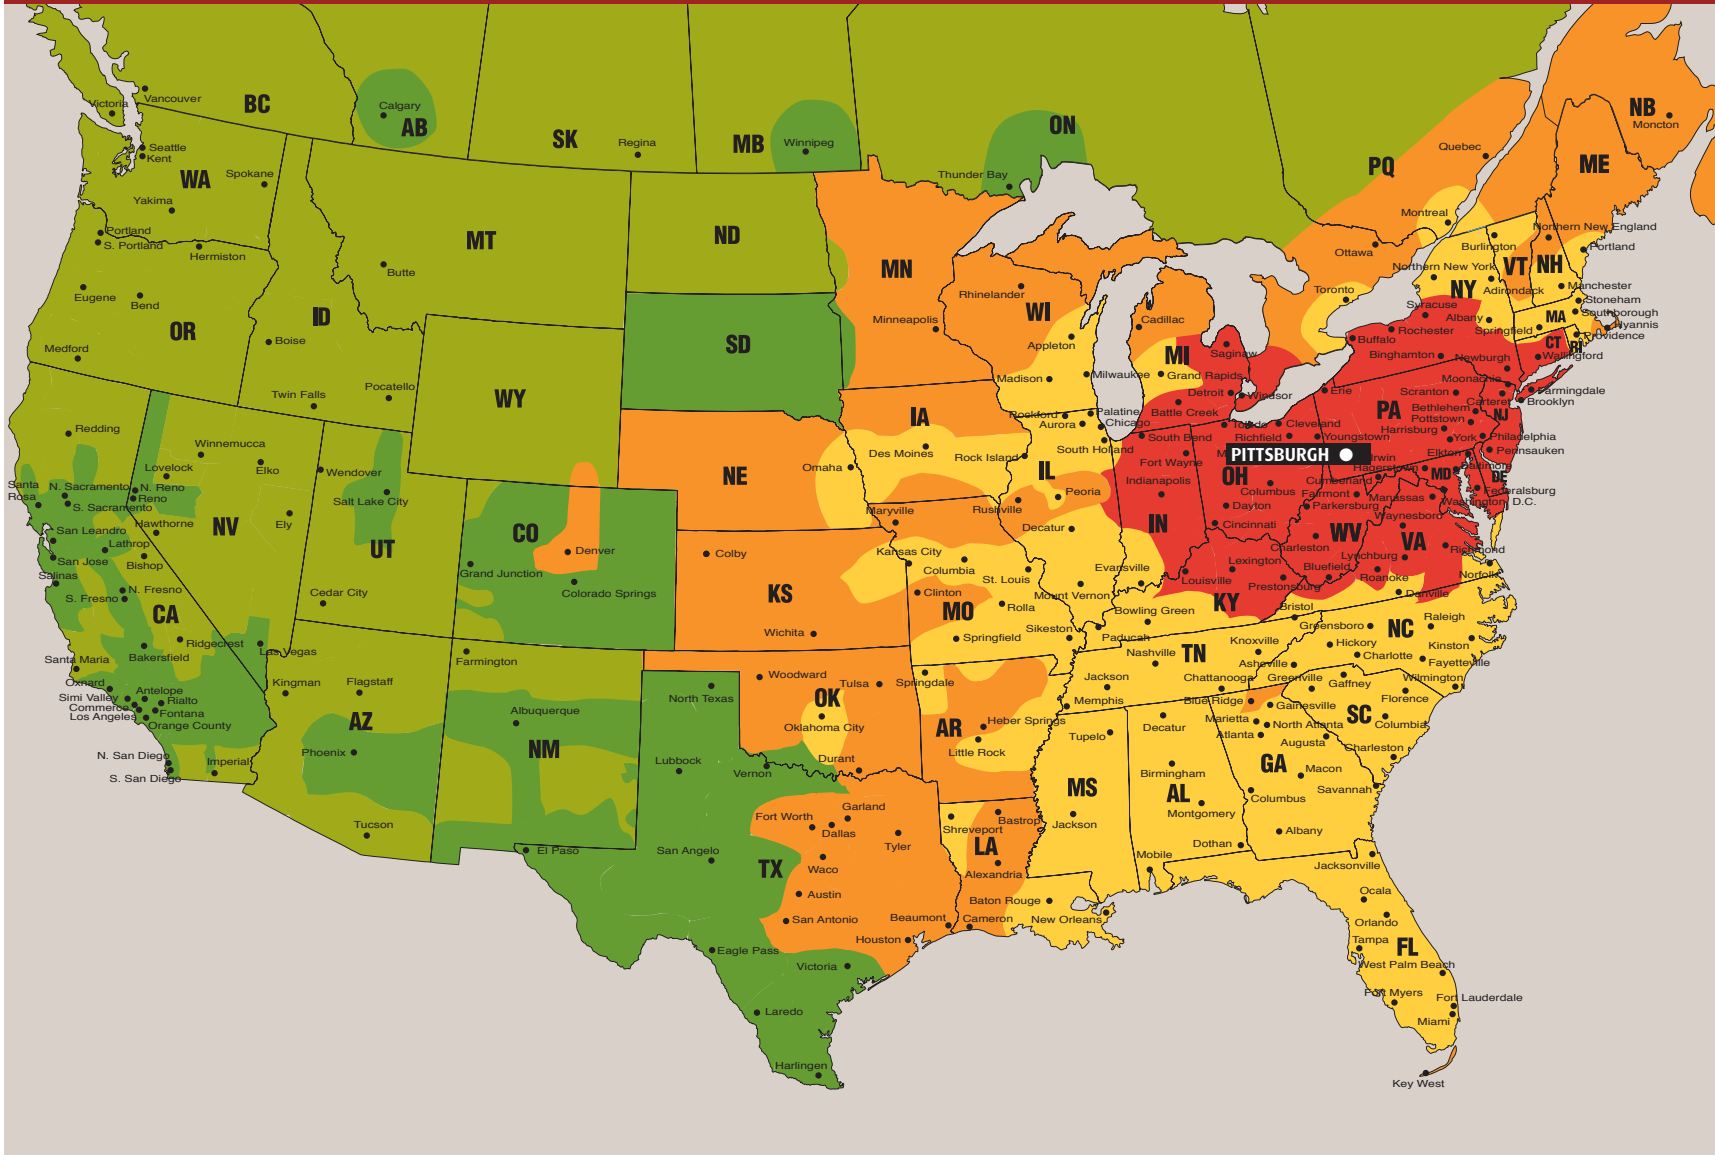 BC
Vancouver
Victoria
Calgary
AB
SK
Regina
MB
Winnipeg
ON
Thunder Bay
PQ
Quebec
Montreal
Ottawa
Toronto
NB
Moncton
ME
Seattle
Kent
WA
Spokane
Yakima
Portland
S. Portland
Hermiston
Eugene
Bend
OR
Medford
MT
Butte
ID
Boise
Twin Falls
Pocatello
WY
ND
SD
NE
Omaha
MN
Minneapolis
WI
Rhinelander
Appleton
Madison
Milwaukee
Cadillac
MI
Saginaw
Grand Rapids
Detroit
Windsor
Battle Creek
Northern New England
Portland
Burlington
VT
NH
Northern New York
NY
Adirondack
Manchester
Stoneham
Southborough
Hyannis
MA
Syracuse
Albany
Springfield
Providence
CT
RI
Rochester
Buffalo
Binghamton
Newburgh
Wallingford
Moonachie
Farmingdale
Brooklyn
Carteret
Scranton
Erie
PA
Bethlehem
Pottstown
Harrisburg
NJ
York
Philadelphia
Pennsauken
Elkton
Irwin
Hagerstown
MD
Baltimore
DE
Federalsburg
Washington, D.C.
Cumberland
Fairmont
Manassas
Toledo
Cleveland
Richfield
Youngstown
PITTSBURGH
OH
Columbus
Dayton
Cincinnati
Parkersburg
WV
Charleston
Waynesboro
VA
Lynchburg
Richmond
Bluefield
Roanoke
Norfolk
Danville
IA
Des Moines
Rock Island
Rockford
Palatine
Aurora
Chicago
South Holland
South Bend
Fort Wayne
Indianapolis
IN
IL
Peoria
Rushville
Decatur
Evansville
Mount Vernon
Louisville
Lexington
Prestonsburg
KY
Bowling Green
Paducah
Maryville
Kansas City
Columbia
St. Louis
Clinton
MO
Rolla
Sikeston
Springfield
Colby
KS
Wichita
CO
Denver
Grand Junction
Colorado Springs
Redding
Winnemucca
Lovelock
Elko
Wendover
Salt Lake City
Santa
Rosa
N. Sacramento
N. Reno
Reno
S. Sacramento
Hawthorne
NV
Ely
UT
San Leandro
Lathrop
San Jose
Bishop
Salinas
N. Fresno
S. Fresno
CA
Cedar City
Ridgecrest
Bakersfield
Las Vegas
Santa Maria
Oxnard
Simi Valley
Antelope
Rialto
Commerce
Fontana
Los Angeles
Orange County
N. San Diego
S. San Diego
Imperial
Kingman
Flagstaff
AZ
Phoenix
Tucson
Farmington
Albuquerque
NM
El Paso
North Texas
Lubbock
Vernon
San Angelo
TX
Fort Worth
Garland
Dallas
Tyler
Waco
Austin
San Antonio
Eagle Pass
Houston
Beaumont
Victoria
Laredo
Harlingen
Woodward
Tulsa
OK
Oklahoma City
Durant
Springdale
AR
Heber Springs
Little Rock
Shreveport
Bastrop
LA
Alexandria
Baton Rouge
Cameron
New Orleans
Bristol
Knoxville
Nashville
TN
Jackson
Memphis
Chattanooga
Tupelo
MS
Jackson
Decatur
Birmingham
AL
Montgomery
Mobile
Dothan
Greensboro
Raleigh
NC
Hickory
Kinston
Charlotte
Fayetteville
Asheville
Wilmington
Greenville
Gaffney
Florence
SC
Columbia
Charleston
Blue Ridge
Gainesville
Marietta
North Atlanta
Atlanta
Augusta
GA
Macon
Columbus
Savannah
Albany
Jacksonville
Ocala
Orlando
Tampa
FL
West Palm Beach
Fort Myers
Fort Lauderdale
Miami
Key West